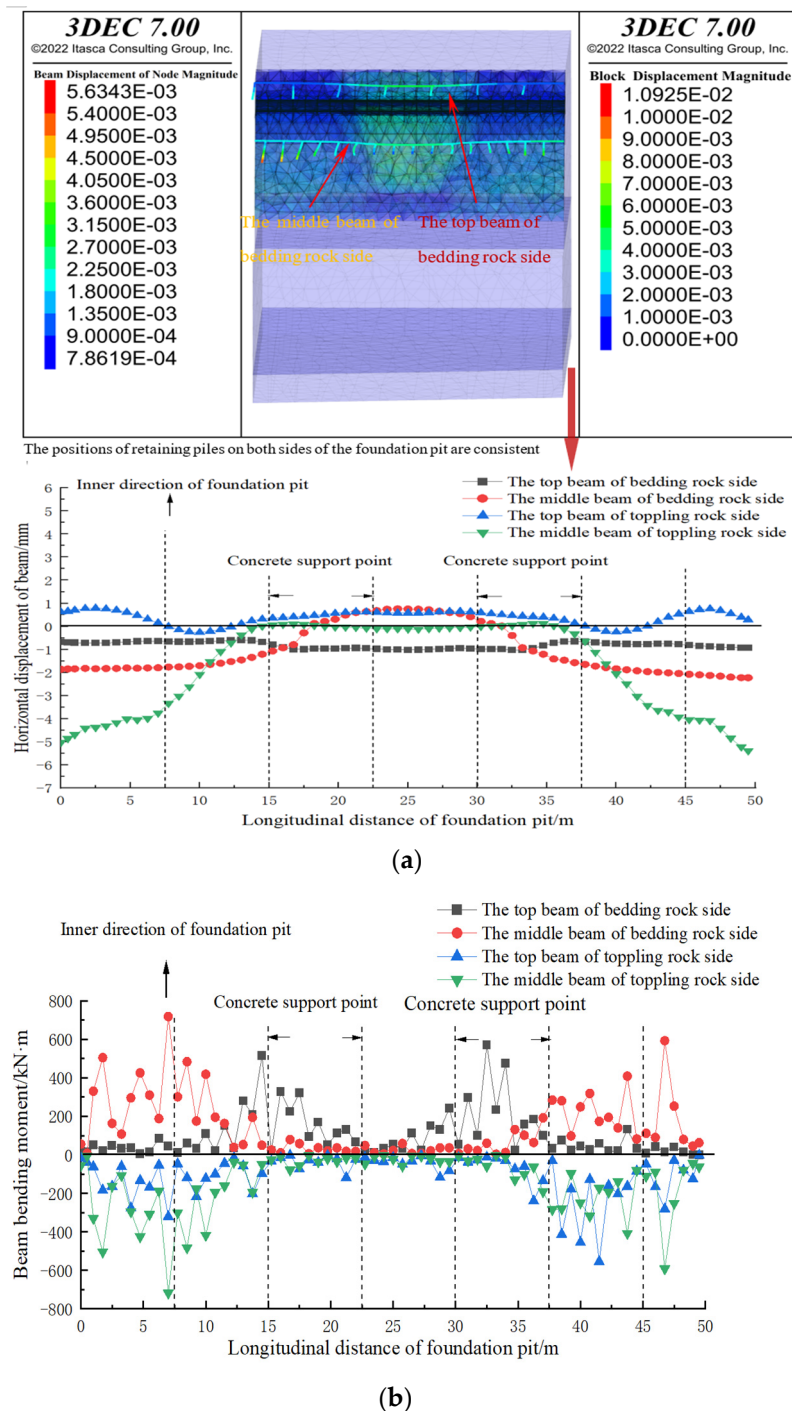 3DEC 7.00
©2022 Itasca Consulting Group, Inc.
Beam Displacement of Node Magnitude
5.6343E-03
5.4000E-03
4.9500E-03
4.5000E-03
4.0500E-03
3.6000E-03
3.1500E-03
2.7000E-03
2.2500E-03
1.8000E-03
1.3500E-03
9.0000E-04
7.8619E-04
The middle beam of
bedding rock side
The top beam of
bedding rock side
3DEC 7.00
©2022 Itasca Consulting Group, Inc.
Block Displacement Magnitude
1.0925E-02
1.0000E-02
9.0000E-03
8.0000E-03
7.0000E-03
6.0000E-03
5.0000E-03
4.0000E-03
3.0000E-03
2.0000E-03
1.0000E-03
0.0000E+00
The positions of retaining piles on both sides of the foundation pit are consistent
Inner direction of foundation pit
The top beam of bedding rock side
The middle beam of bedding rock side
The top beam of toppling rock side
The middle beam of toppling rock side
Concrete support point
Concrete support point
Horizontal displacement of beam/mm
6
5
4
3
2
1
0
-1
-2
-3
-4
-5
-6
-7
0 5 10 15 20 25 30 35 40 45 50
Longitudinal distance of foundation pit/m
(a)
The top beam of bedding rock side
The middle beam of bedding rock side
The top beam of toppling rock side
The middle beam of toppling rock side
Inner direction of foundation pit
Concrete support point
Concrete support point
Beam bending moment/kN·m
800
600
400
200
0
-200
-400
-600
-800
0 5 10 15 20 25 30 35 40 45 50
Longitudinal distance of foundation pit/m
(b)